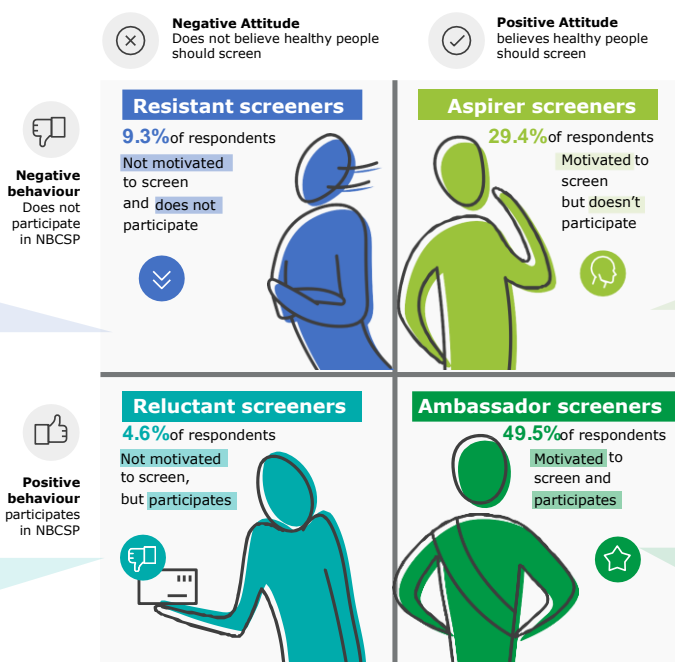 Negative Attitude
Does not believe healthy people
should screen
Positive Attitude
believes healthy people
should screen
Negative
behaviour
Does not
participate
in NBCSP
Resistant screeners
9.3%of respondents
Not motivated
to screen
and does not
participate
Aspirer screeners
29.4%of respondents
Motivated to
screen
but doesn’t
participate
Positive
behaviour
participates
in NBCSP
Reluctant screeners
4.6%of respondents
Not motivated
to screen,
but participates
Ambassador screeners
49.5%of respondents
Motivated to
screen and
participates